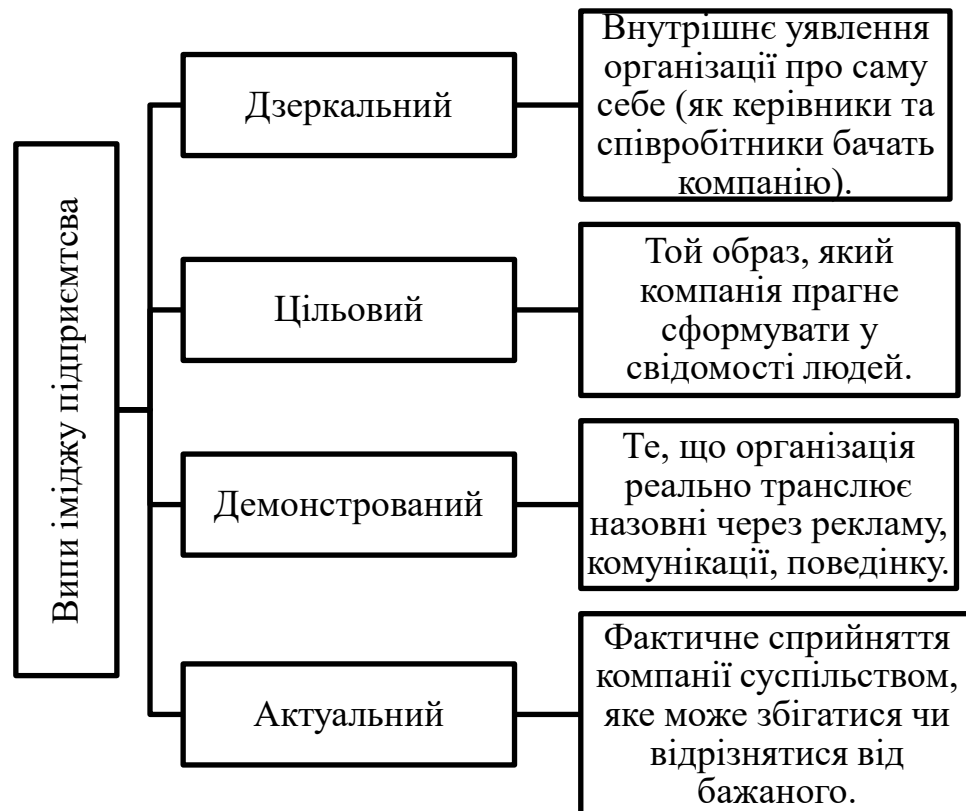 Випи іміджу підприємтсва
Дзеркальний
Внутрішнє уявлення
організації про саму
себе (як керівники та
співробітники бачать
компанію).
Цільовий
Той образ, який
компанія прагне
сформувати у
свідомості людей.
Демонстрований
Те, що організація
реально транслює
назовні через рекламу,
комунікації, поведінку.
Актуальний
Фактичне сприйняття
компанії суспільством,
яке може збігатися чи
відрізнятися від
бажаного.